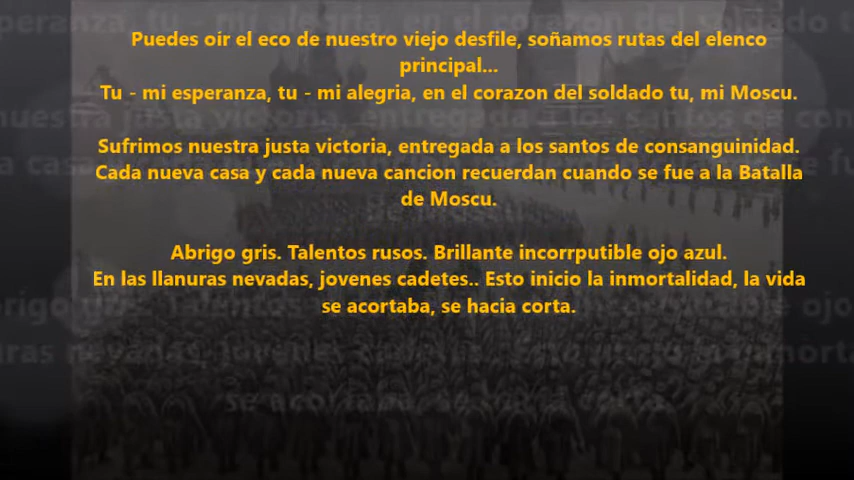 Puedes oír el eco de nuestro viejo desfile, soñamos rutas del elenco
principal...
Tu - mi esperanza, tu - mi alegria, en el corazon del soldado tu, mi Moscu.
Sufrimos nuestra justa victoria, entregada a los santos de consanguinidad.
Cada nueva casa y cada nueva cancion recuerdan cuando se fue a la Batalla
de Moscu.
Abrigo gris. Talentos rusos. Brillante incorrputible ojo azul.
En las llanuras nevadas, jovenes cadetes.. Esto inicio la inmortalidad, la vida
se acortaba, se hacia corta.